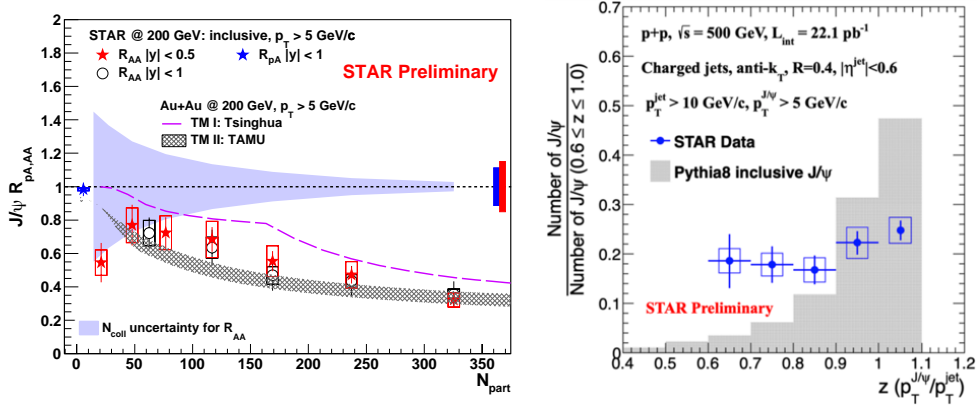 STAR @ 200 GeV: inclusive, p_T > 5 GeV/c
R_AA |y| < 0.5
R_pA |y| < 1
R_AA |y| < 1
STAR Preliminary
Au+Au @ 200 GeV, p_T > 5 GeV/c
TM I: Tsinghua
TM II: TAMU
N_coll uncertainty for R_AA
J/ψ R_pA,AA
2
1.8
1.6
1.4
1.2
1
0.8
0.6
0.4
0.2
0
0 50 100 150 200 250 300 350
N_part
p+p, √s = 500 GeV, L_int = 22.1 pb⁻¹
Charged jets, anti-k_T, R=0.4, |η^jet|<0.6
p_T^jet > 10 GeV/c, p_T^J/ψ > 5 GeV/c
STAR Data
Pythia8 inclusive J/ψ
STAR Preliminary
Number of J/ψ
Number of J/ψ (0.6 ≤ z ≤ 1.0)
0.7
0.6
0.5
0.4
0.3
0.2
0.1
0
0.4 0.5 0.6 0.7 0.8 0.9 1.0 1.1 1.2
z (p_T^J/ψ/p_T^jet)